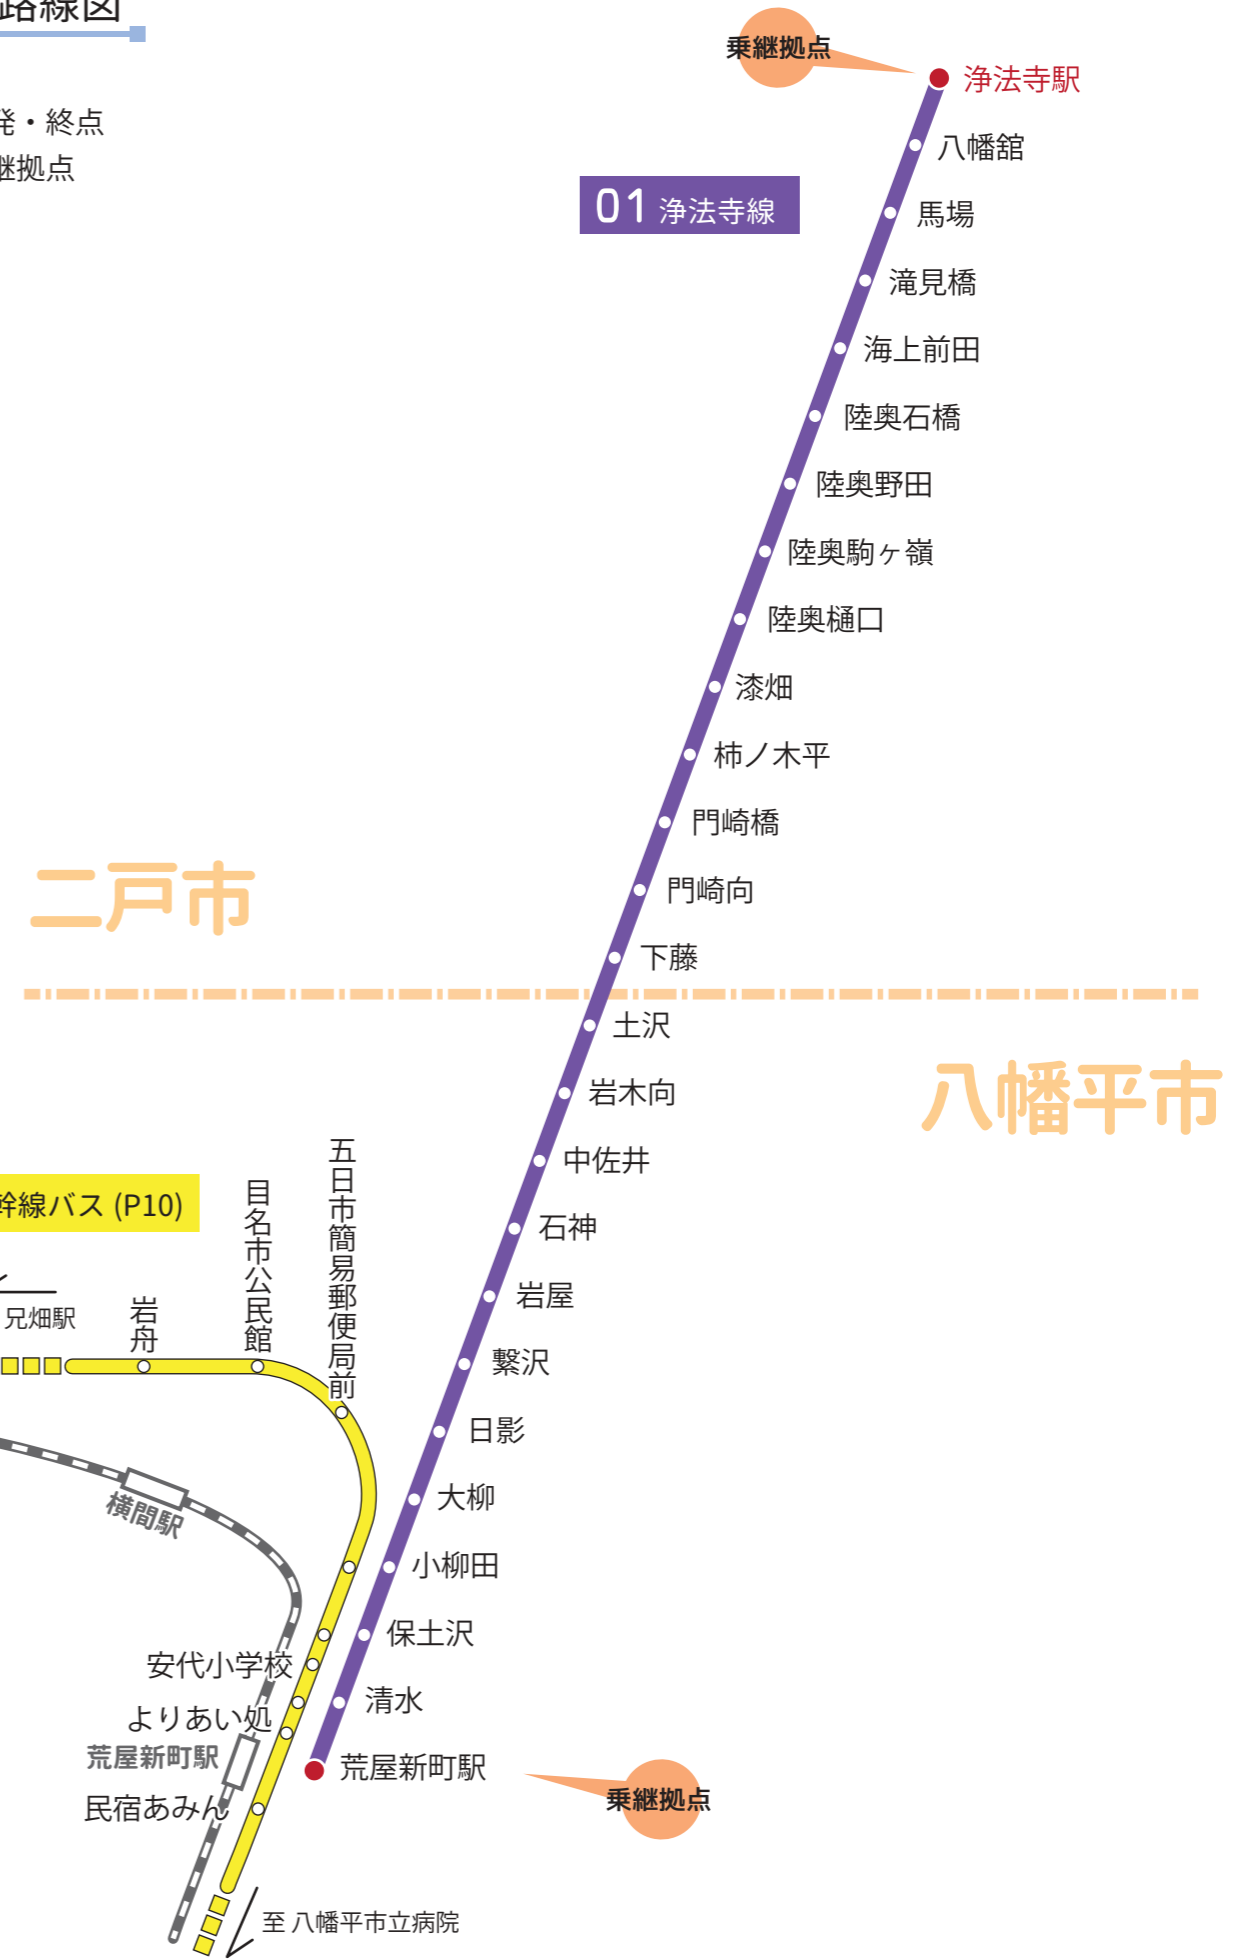 路線図
発・終点
継拠点
乗継拠点
浄法寺駅
八幡舘
01 浄法寺線
馬場
滝見橋
海上前田
陸奥石橋
陸奥野田
陸奥駒ヶ嶺
陸奥樋口
漆畑
柿ノ木平
門崎橋
門崎向
二戸市
下藤
土沢
八幡平市
岩木向
中佐井
石神
岩屋
繋沢
日影
大柳
小柳田
保土沢
清水
荒屋新町駅
乗継拠点
幹線バス (P10)
兄畑駅
岩舟
目名市公民館
五日市簡易郵便局前
横間駅
安代小学校
よりあい処
荒屋新町駅
民宿あみん
至 八幡平市立病院